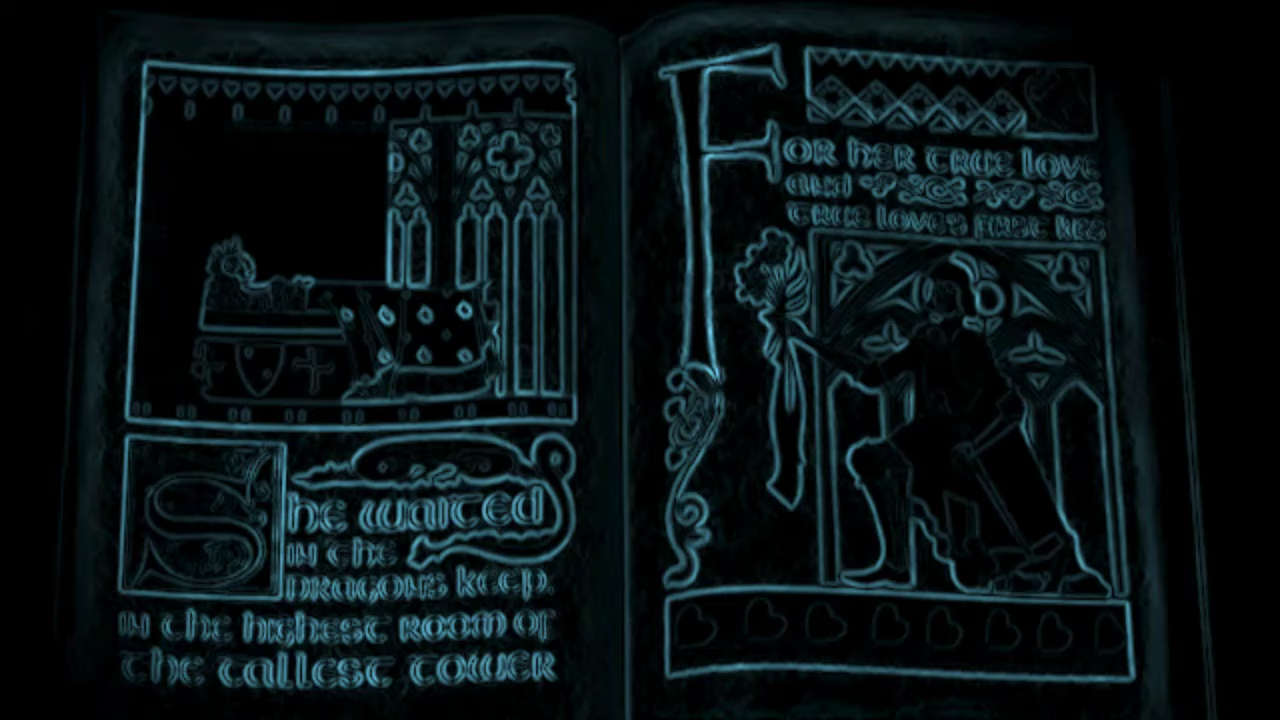 She waited
in the
dragons keep.
in the highest room of
the tallest tower
For her true love
and
true love's first kiss